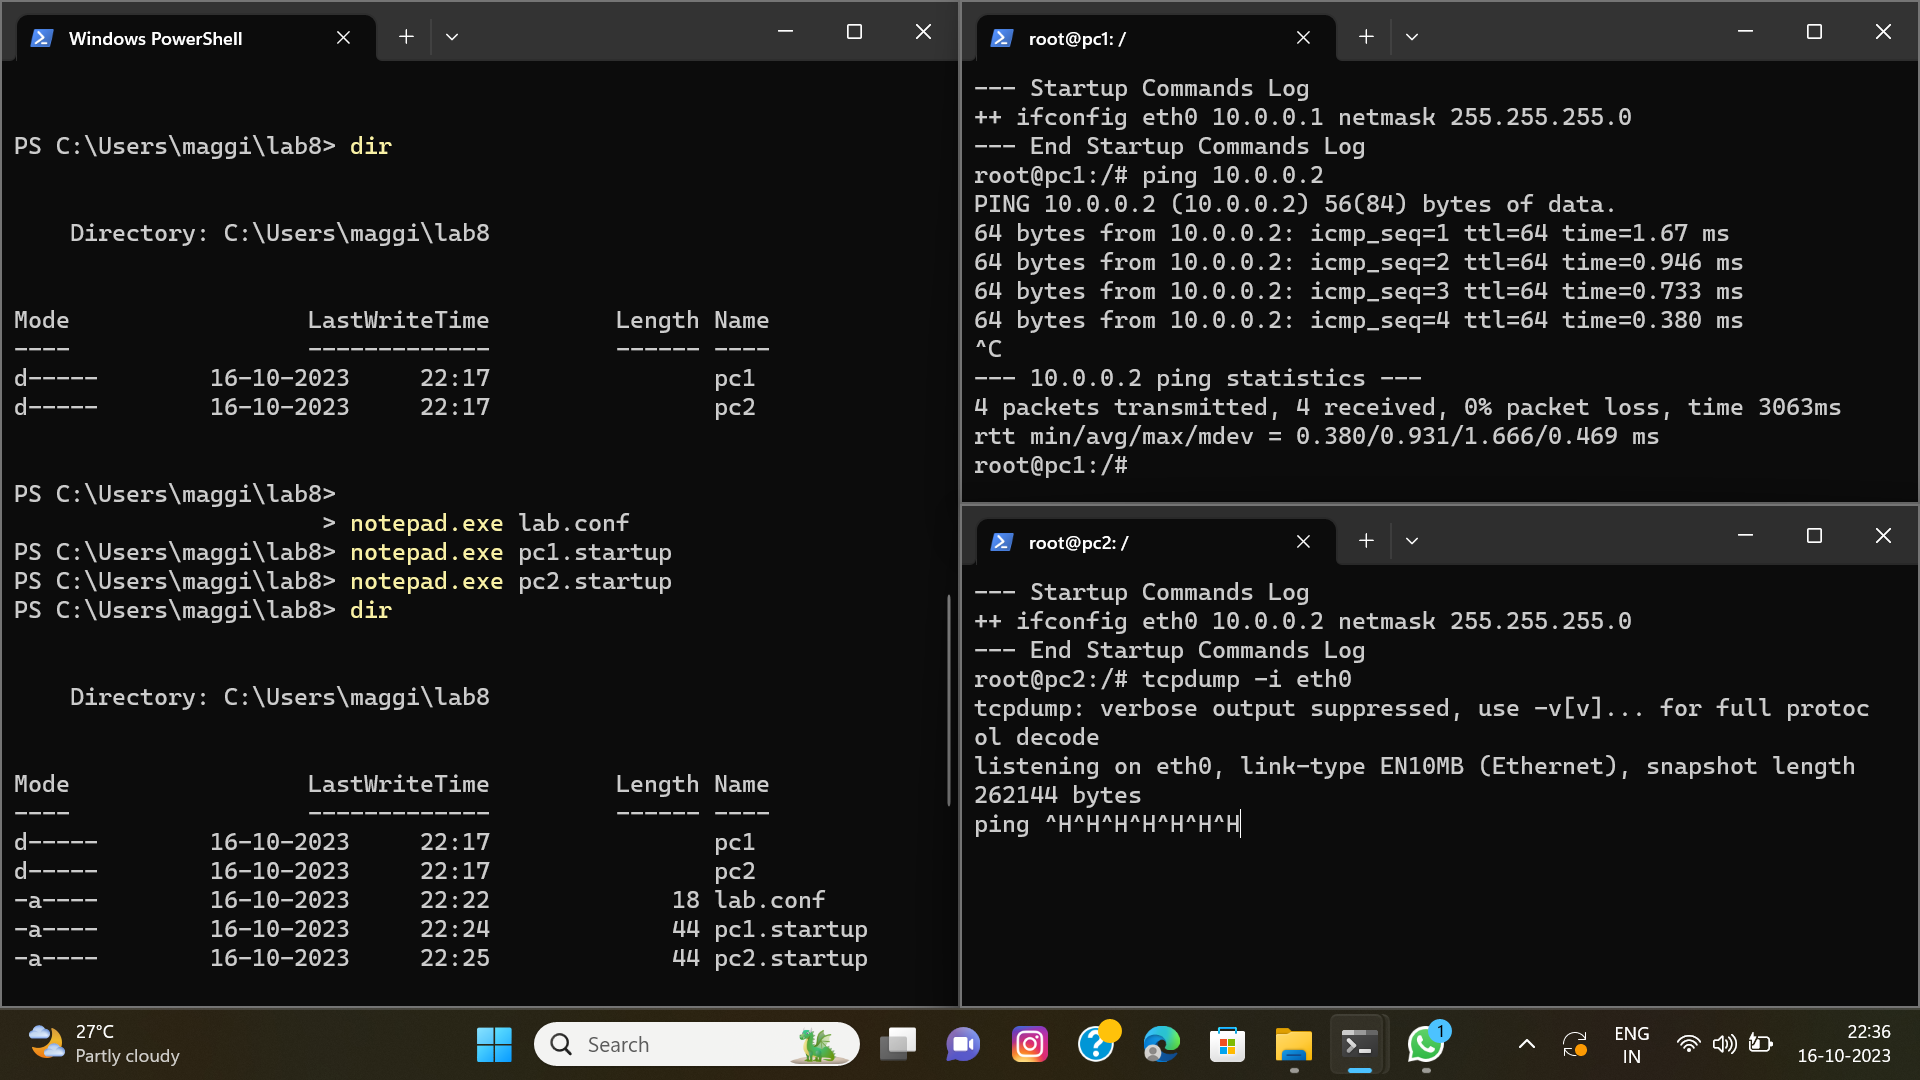 Windows PowerShell
PS C:\Users\maggi\lab8> dir
Directory: C:\Users\maggi\lab8
Mode                 LastWriteTime         Length Name
----                 -------------         ------ ----
d-----        16-10-2023     22:17                pc1
d-----        16-10-2023     22:17                pc2
PS C:\Users\maggi\lab8>
> notepad.exe lab.conf
PS C:\Users\maggi\lab8> notepad.exe pc1.startup
PS C:\Users\maggi\lab8> notepad.exe pc2.startup
PS C:\Users\maggi\lab8> dir
Directory: C:\Users\maggi\lab8
Mode                 LastWriteTime         Length Name
----                 -------------         ------ ----
d-----        16-10-2023     22:17                pc1
d-----        16-10-2023     22:17                pc2
-a----        16-10-2023     22:22             18 lab.conf
-a----        16-10-2023     22:24             44 pc1.startup
-a----        16-10-2023     22:25             44 pc2.startup
root@pc1: /
--- Startup Commands Log
++ ifconfig eth0 10.0.0.1 netmask 255.255.255.0
--- End Startup Commands Log
root@pc1:/# ping 10.0.0.2
PING 10.0.0.2 (10.0.0.2) 56(84) bytes of data.
64 bytes from 10.0.0.2: icmp_seq=1 ttl=64 time=1.67 ms
64 bytes from 10.0.0.2: icmp_seq=2 ttl=64 time=0.946 ms
64 bytes from 10.0.0.2: icmp_seq=3 ttl=64 time=0.733 ms
64 bytes from 10.0.0.2: icmp_seq=4 ttl=64 time=0.380 ms
^C
--- 10.0.0.2 ping statistics ---
4 packets transmitted, 4 received, 0% packet loss, time 3063ms
rtt min/avg/max/mdev = 0.380/0.931/1.666/0.469 ms
root@pc1:/#
root@pc2: /
--- Startup Commands Log
++ ifconfig eth0 10.0.0.2 netmask 255.255.255.0
--- End Startup Commands Log
root@pc2:/# tcpdump -i eth0
tcpdump: verbose output suppressed, use -v[v]... for full protoc
ol decode
listening on eth0, link-type EN10MB (Ethernet), snapshot length
262144 bytes
ping ^H^H^H^H^H^H^H
27°C
Partly cloudy
Search
1
ENG
IN
22:36
16-10-2023